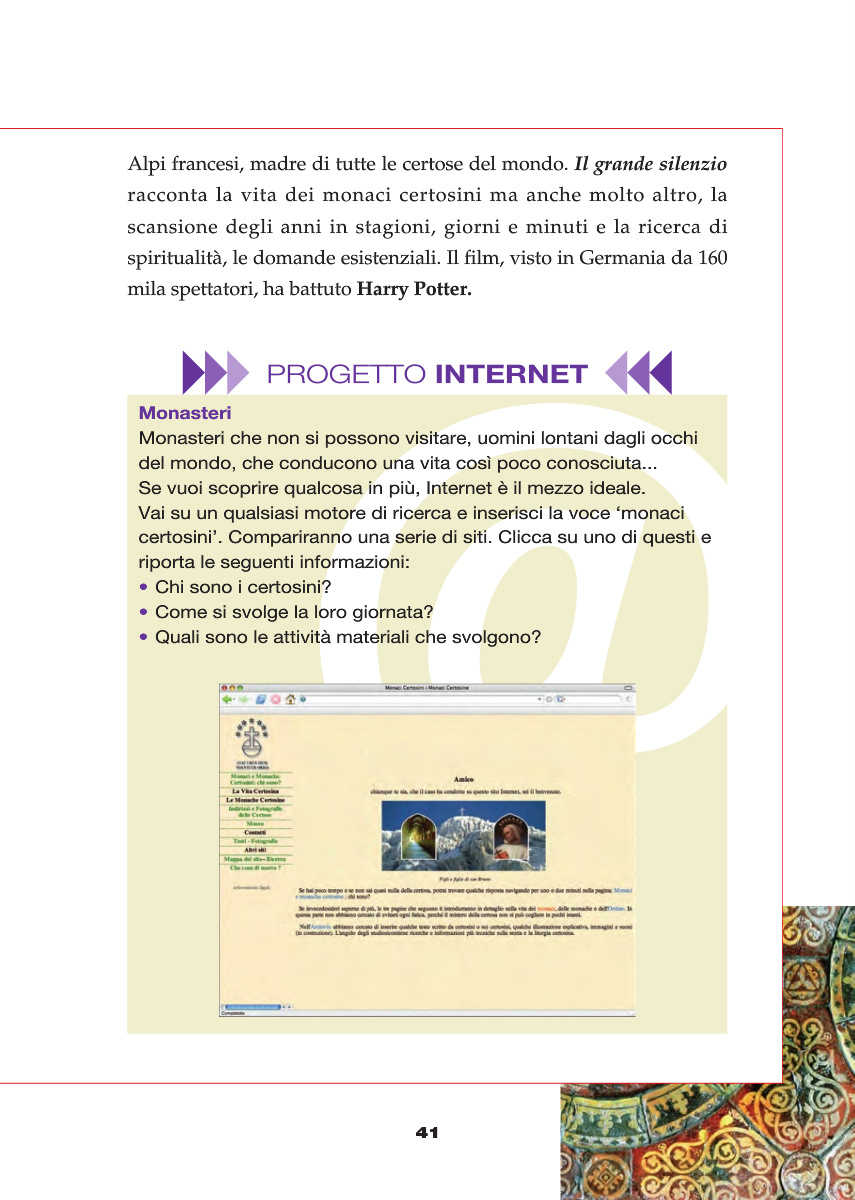 Alpi francesi, madre di tutte le certose del mondo. Il grande silenzio
racconta la vita dei monaci certosini ma anche molto altro, la
scansione degli anni in stagioni, giorni e minuti e la ricerca di
spiritualità, le domande esistenziali. Il film, visto in Germania da 160
mila spettatori, ha battuto Harry Potter.
PROGETTO INTERNET
Monasteri
Monasteri che non si possono visitare, uomini lontani dagli occhi
del mondo, che conducono una vita così poco conosciuta...
Se vuoi scoprire qualcosa in più, Internet è il mezzo ideale.
Vai su un qualsiasi motore di ricerca e inserisci la voce ‘monaci
certosini’. Compariranno una serie di siti. Clicca su uno di questi e
riporta le seguenti informazioni:
• Chi sono i certosini?
• Come si svolge la loro giornata?
• Quali sono le attività materiali che svolgono?
Monaci Certosini i Monaci Certosine
Monaci e Monache
Certosini: chi sono?
La Vita Certosina
Le Monache Certosine
Indirizzi e Fotografie
delle Certose
Museo
Contatti
Testi - Fotografie
Altri siti
Mappa del sito- Ricerca
Che cosa di nuovo ?
informazioni legali
Amico
chiunque tu sia, che il caso ha condotto su questo sito Internet, sei il benvenuto.
Figli e figlie di san Bruno
Se hai poco tempo e se non sai quasi nulla della certosa, potrai trovare qualche risposta navigando per uno o due minuti nella pagina: Monaci
e monache certosine : chi sono?
Se invecedesideri saperne di più, le tre pagine che seguono ti introdurranno in dettaglio nella vita dei monaci, delle monache e dell'Ordine. In
questa parte non abbiamo cercato di evitarti ogni fatica, perché il mistero della certosa non si può cogliere in pochi istanti.
Nell'Archivio abbiamo cercato di inserire qualche testo scritto da certosini o sui certosini, qualche illustrazione esplicativa, immagini e suoni
(in costruzione). L'angolo degli studiosicontiene ricerche e informazioni più tecniche sulla storia e la liturgia certosina.
Completato
41